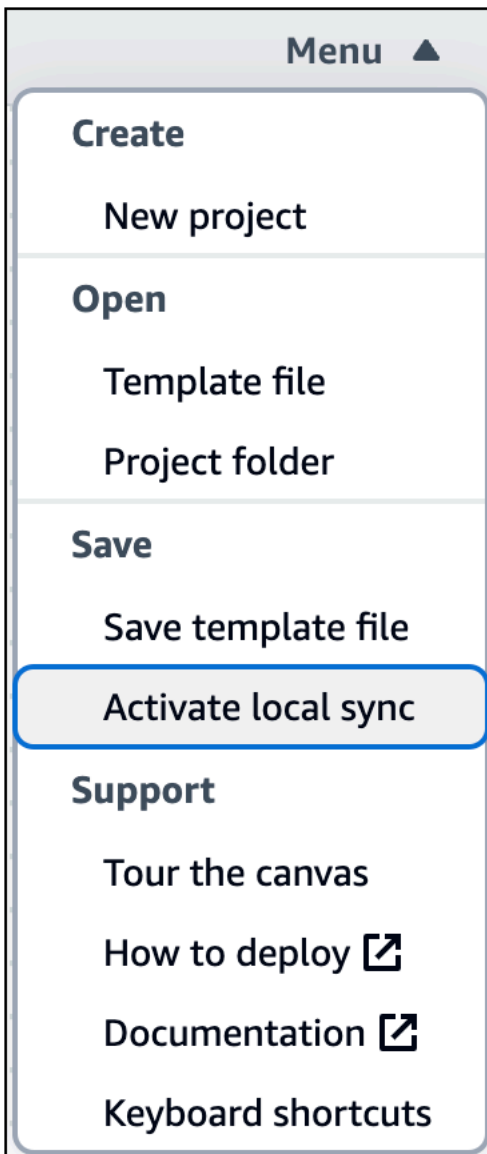 Menu
Create
New project
Open
Template file
Project folder
Save
Save template file
Activate local sync
Support
Tour the canvas
How to deploy
Documentation
Keyboard shortcuts